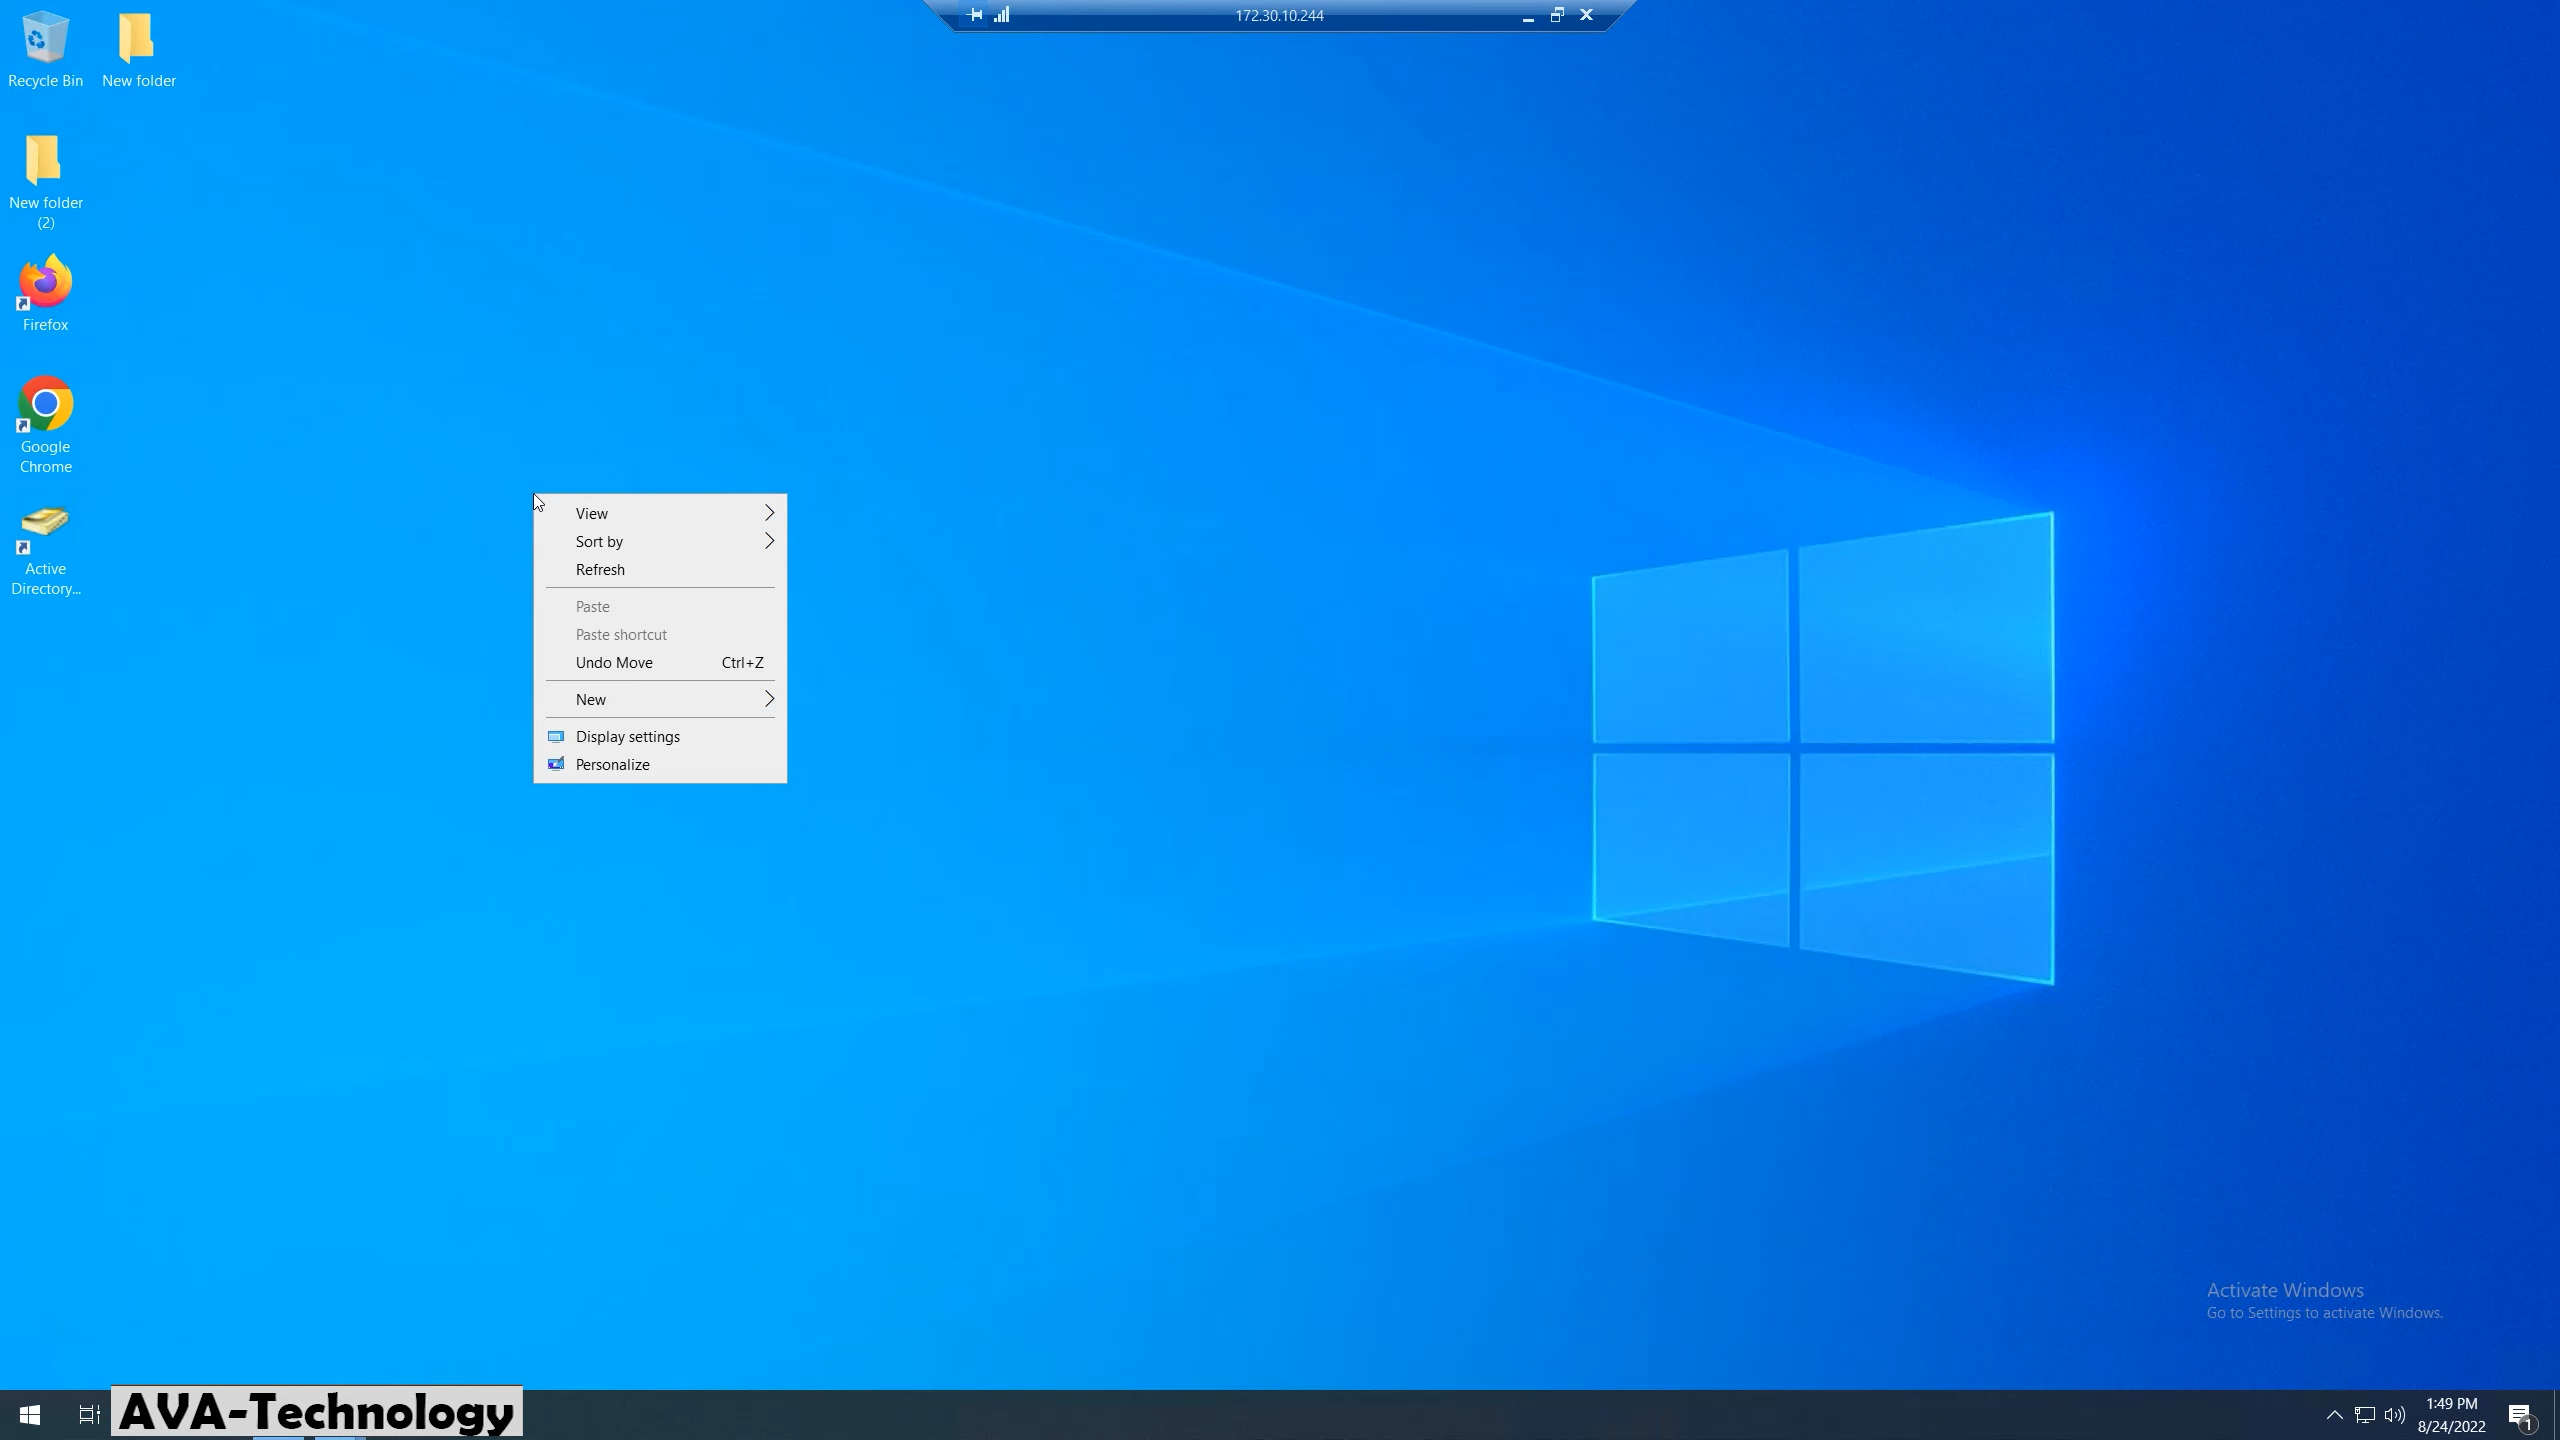 172.30.10.244
Recycle Bin
New folder
New folder
(2)
Firefox
Google
Chrome
Active
Directory...
View
Sort by
Refresh
Paste
Paste shortcut
Undo Move Ctrl+Z
New
Display settings
Personalize
Activate Windows
Go to Settings to activate Windows.
AVA-Technology
1:49 PM
8/24/2022
1